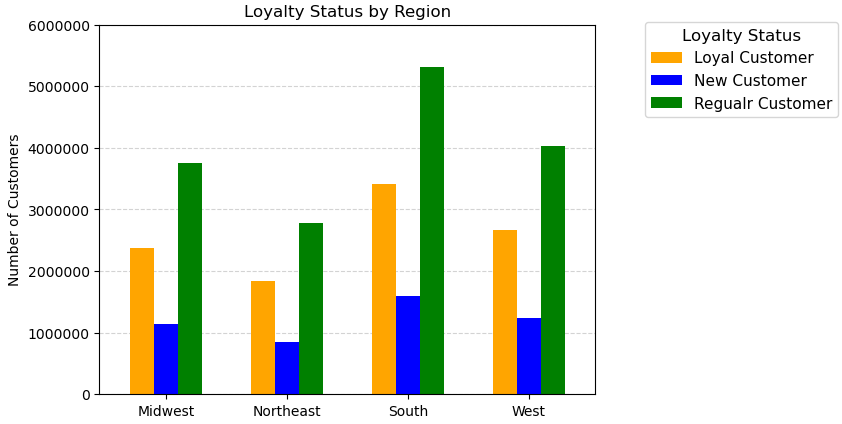 Loyalty Status by Region
Number of Customers
6000000
5000000
4000000
3000000
2000000
1000000
0
Midwest Northeast South West
Loyalty Status
Loyal Customer
New Customer
Regualr Customer